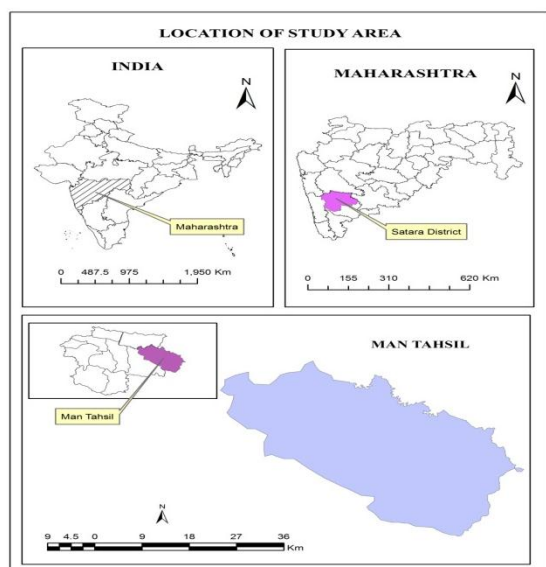 LOCATION OF STUDY AREA
INDIA
N
Maharashtra
0 487.5 975 1,950 Km
MAHARASHTRA
N
Satara District
0 155 310 620 Km
MAN TAHSIL
Man Tahsil
N
9 4.5 0 9 18 27 36
Km